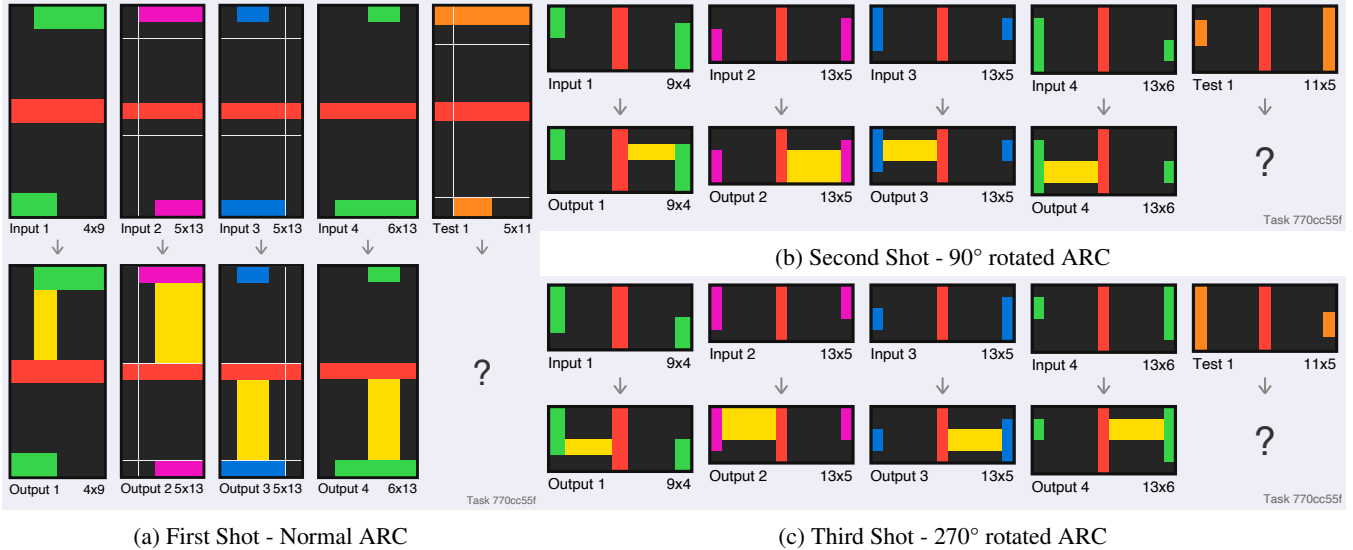 Input 1 4x9 Input 2 5x13 Input 3 5x13 Input 4 6x13 Test 1 5x11
?
Output 1 4x9 Output 2 5x13 Output 3 5x13 Output 4 6x13
Task 770cc55f
(a) First Shot - Normal ARC
Input 1 9x4 Input 2 13x5 Input 3 13x5 Input 4 13x6 Test 1 11x5
?
Output 1 9x4 Output 2 13x5 Output 3 13x5 Output 4 13x6
Task 770cc55f
(b) Second Shot - 90° rotated ARC
Input 1 9x4 Input 2 13x5 Input 3 13x5 Input 4 13x6 Test 1 11x5
?
Output 1 9x4 Output 2 13x5 Output 3 13x5 Output 4 13x6
Task 770cc55f
(c) Third Shot - 270° rotated ARC